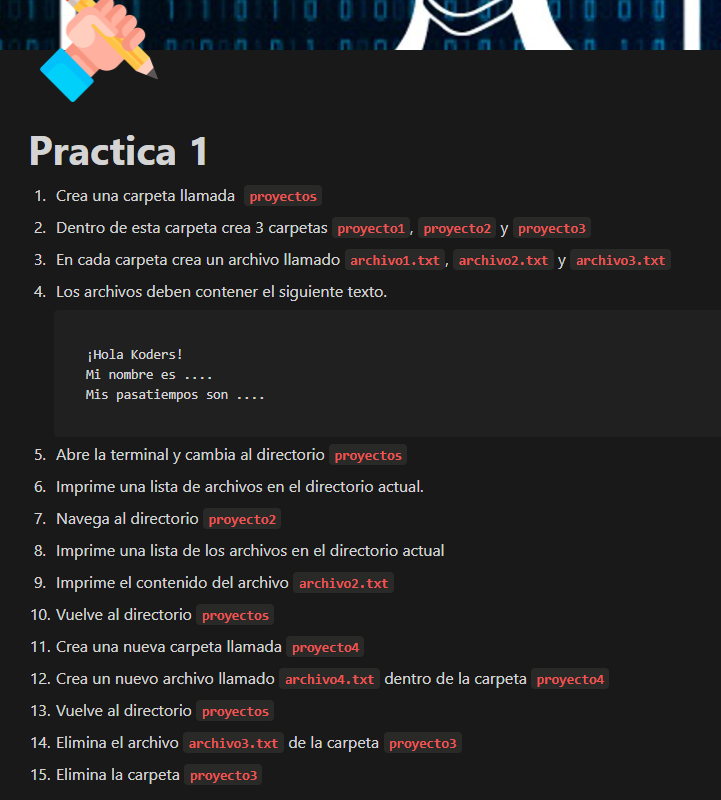 Practica 1
1. Crea una carpeta llamada proyectos
2. Dentro de esta carpeta crea 3 carpetas proyecto1, proyecto2 y proyecto3
3. En cada carpeta crea un archivo llamado archivo1.txt, archivo2.txt y archivo3.txt
4. Los archivos deben contener el siguiente texto.
¡Hola Koders!
Mi nombre es ....
Mis pasatiempos son ....
5. Abre la terminal y cambia al directorio proyectos
6. Imprime una lista de archivos en el directorio actual.
7. Navega al directorio proyecto2
8. Imprime una lista de los archivos en el directorio actual
9. Imprime el contenido del archivo archivo2.txt
10. Vuelve al directorio proyectos
11. Crea una nueva carpeta llamada proyecto4
12. Crea un nuevo archivo llamado archivo4.txt dentro de la carpeta proyecto4
13. Vuelve al directorio proyectos
14. Elimina el archivo archivo3.txt de la carpeta proyecto3
15. Elimina la carpeta proyecto3